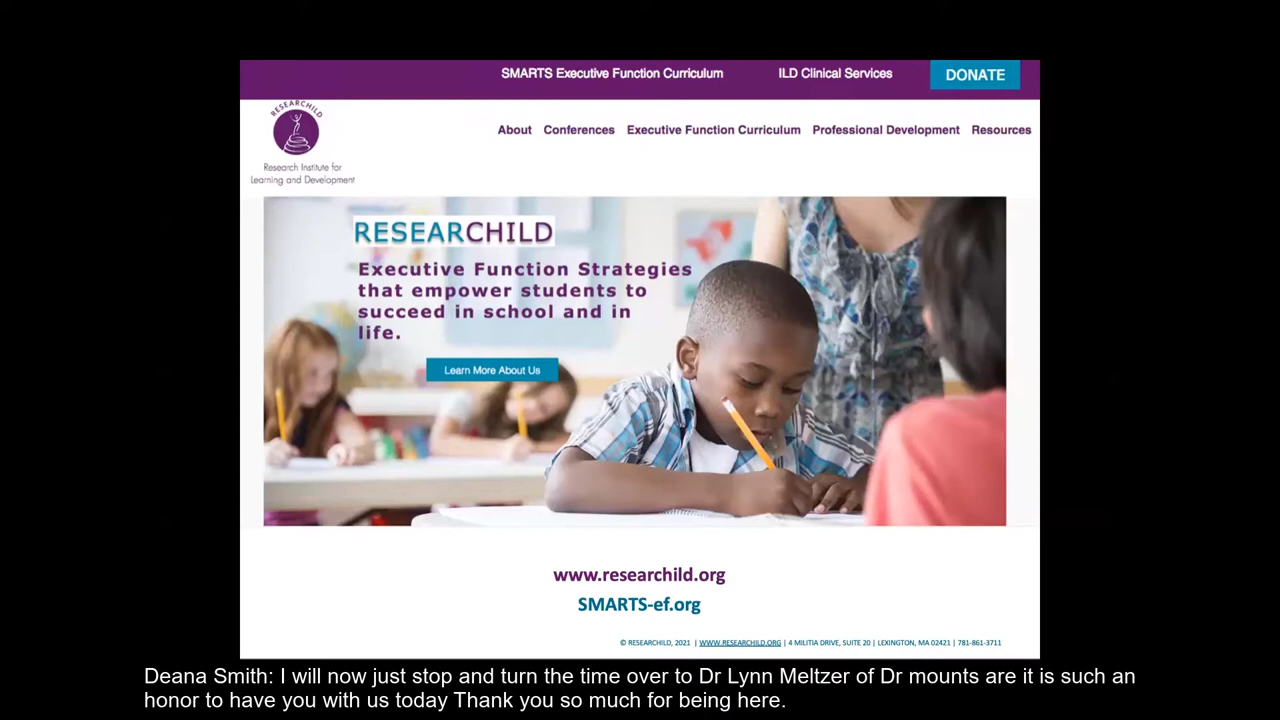 SMARTS Executive Function Curriculum ILD Clinical Services DONATE
RESEARCHILD
Research Institute for
Learning and Development
About Conferences Executive Function Curriculum Professional Development Resources
RESEARCHILD
Executive Function Strategies
that empower students to
succeed in school and in
life.
Learn More About Us
www.researchild.org
SMARTS-ef.org
© RESEARCHILD, 2021 | WWW.RESEARCHILD.ORG | 4 MILITIA DRIVE, SUITE 20 | LEXINGTON, MA 02421 | 781-861-3711
Deana Smith: I will now just stop and turn the time over to Dr Lynn Meltzer of Dr mounts are it is such an
honor to have you with us today Thank you so much for being here.